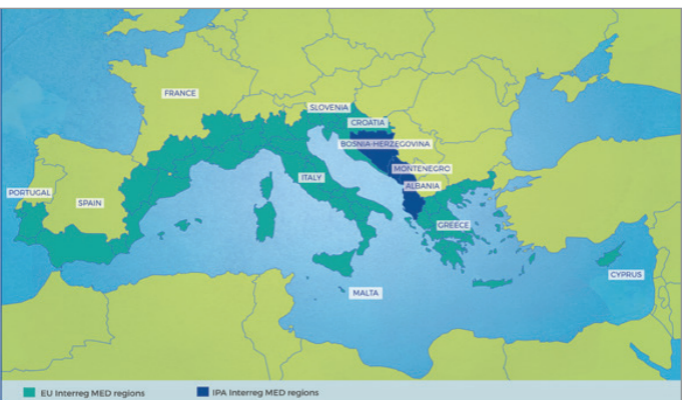 FRANCE
SLOVENIA
CROATIA
BOSNIA-HERZEGOVINA
MONTENEGRO
ITALY
ALBANIA
PORTUGAL
SPAIN
GREECE
CYPRUS
MALTA
EU Interreg MED regions
IPA Interreg MED regions